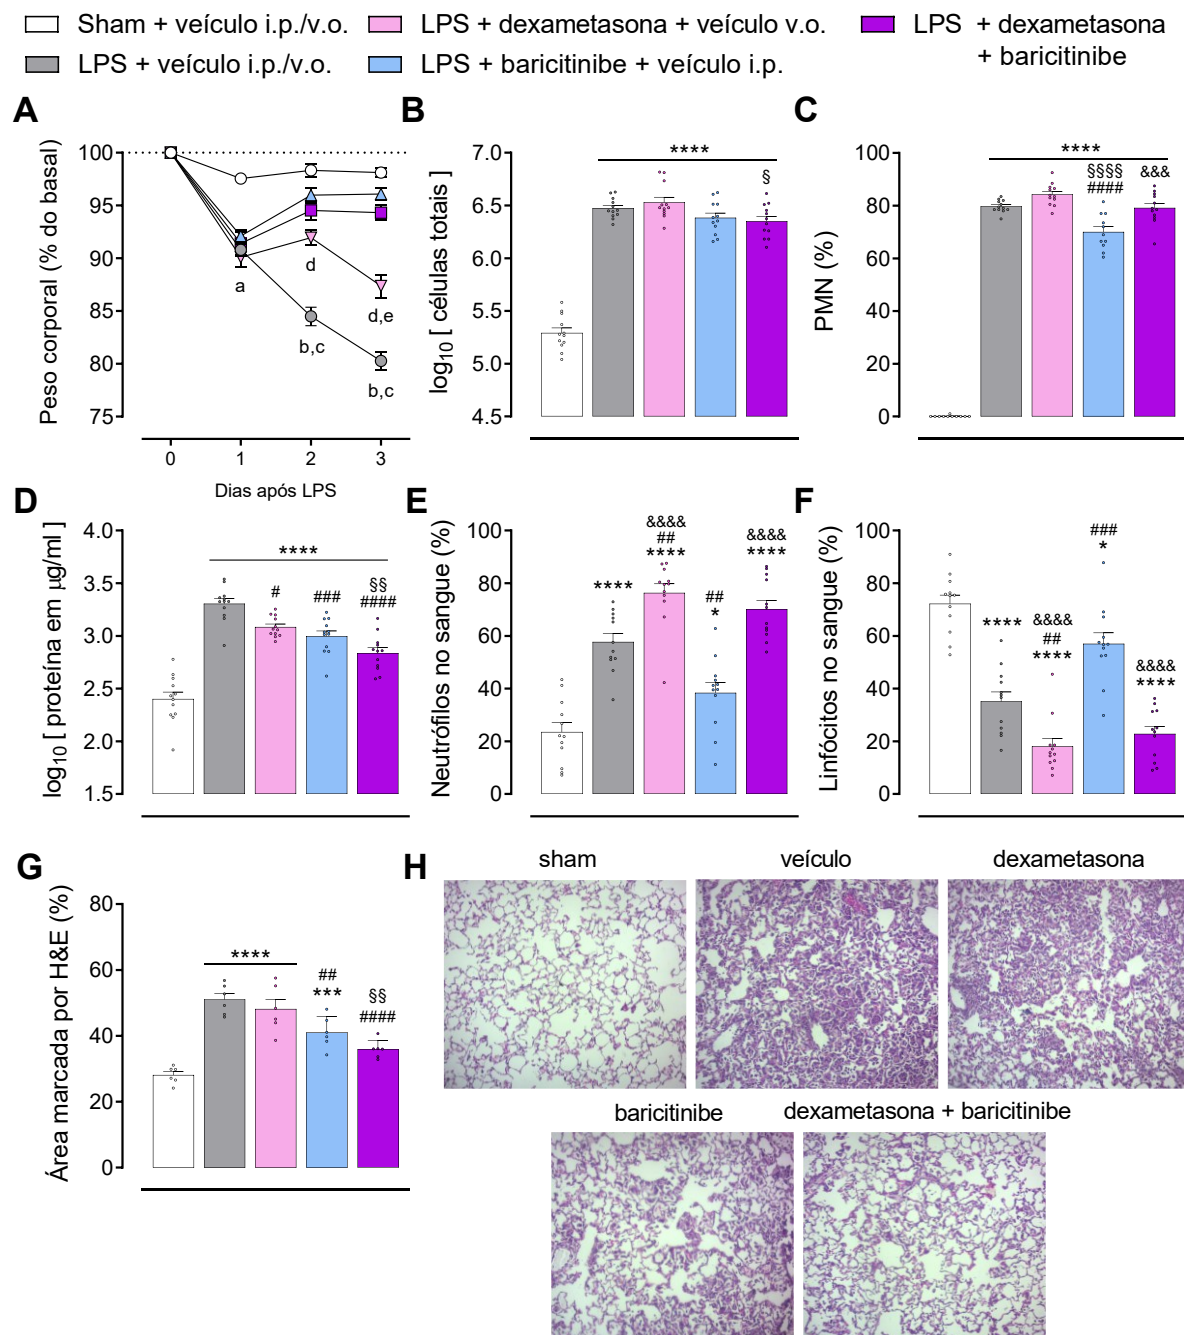 Sham + veículo i.p./v.o.
LPS + dexametasona + veículo v.o.
LPS + dexametasona
+ baricitinibe
LPS + veículo i.p./v.o.
LPS + baricitinibe + veículo i.p.
A
Peso corporal (% do basal)
100
95
90
85
80
75
a
d
b,c
d,e
b,c
0 1 2 3
Dias após LPS
B
log10 [ células totais ]
7.0
6.5
6.0
5.5
5.0
4.5
****
§
C
PMN (%)
100
80
60
40
20
0
****
§§§§
####
&&&
D
log10 [ proteína em µg/ml ]
4.0
3.5
3.0
2.5
2.0
1.5
****
#
###
§§
####
E
Neutrófilos no sangue (%)
100
80
60
40
20
0
****
&&&&
##
****
##
*
&&&&
****
F
Linfócitos no sangue (%)
100
80
60
40
20
0
****
&&&&
##
****
###
*
&&&&
****
G
Área marcada por H&E (%)
80
60
40
20
0
****
##
***
§§
####
H
sham
veículo
dexametasona
baricitinibe
dexametasona + baricitinibe